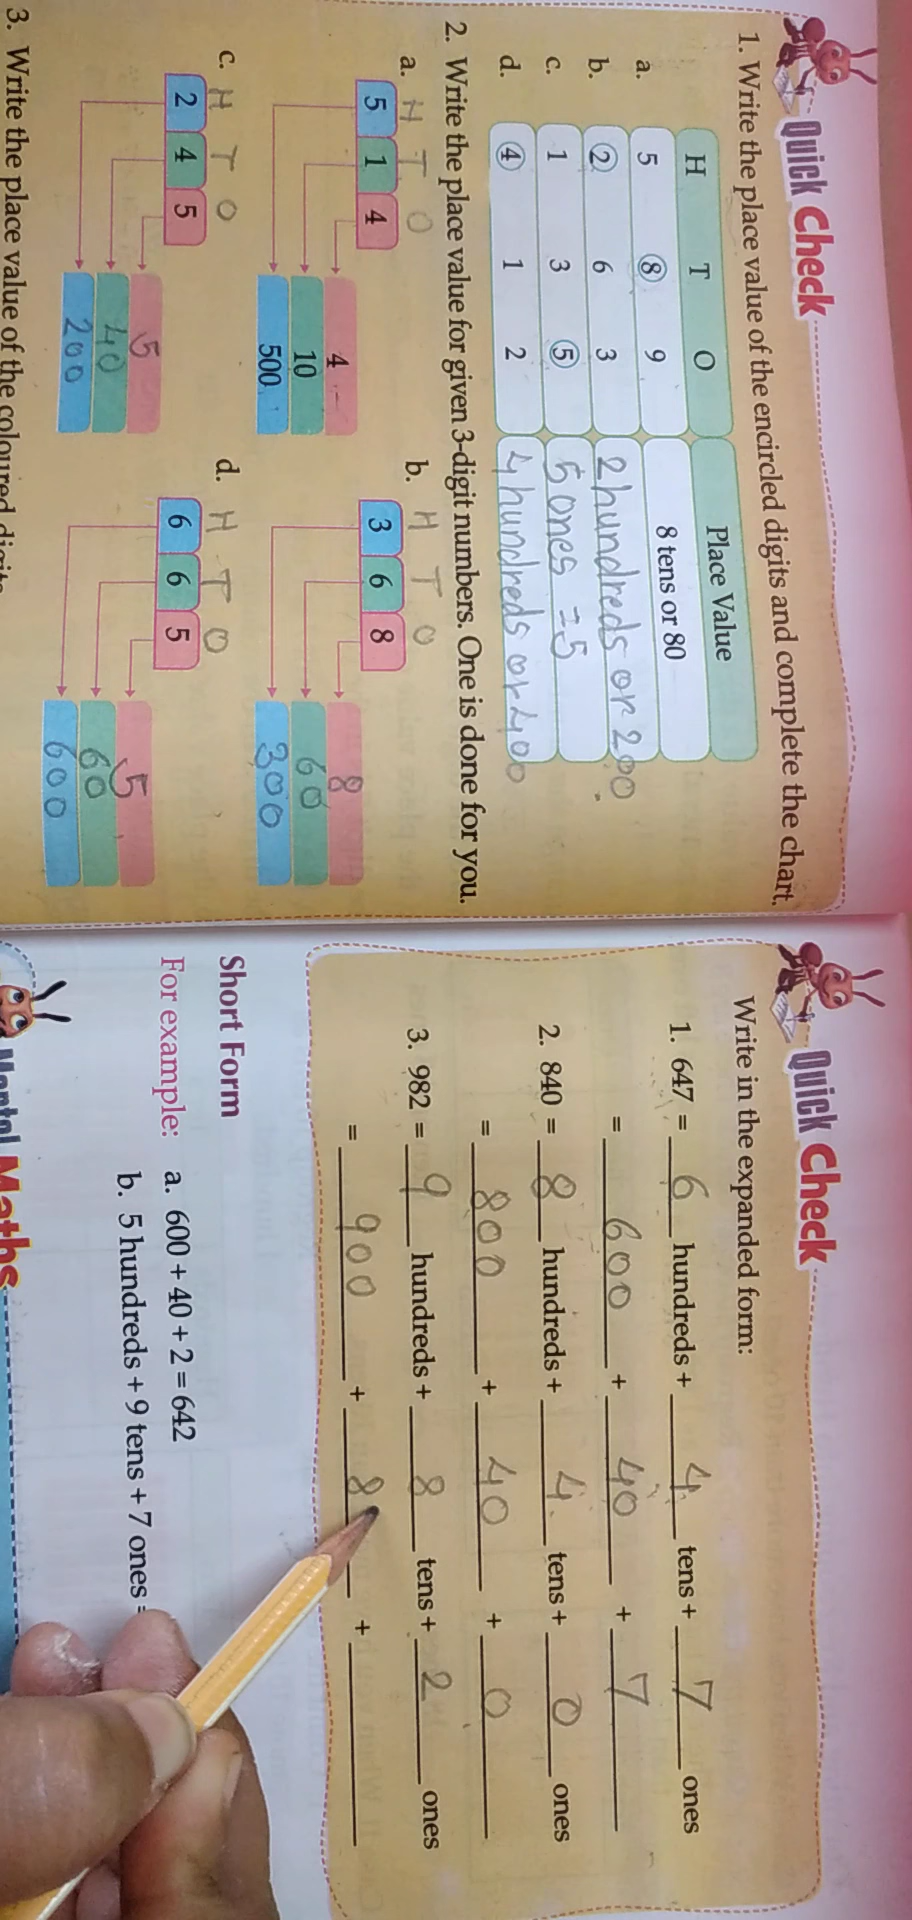 Quick Check
1. Write the place value of the encircled digits and complete the chart.
H T O Place Value
a. 5 8 9 8 tens or 80
b. 2 6 3 2 hundreds or 200
c. 1 3 5 5 ones = 5
d. 4 1 2 4 hundreds or 400
2. Write the place value for given 3-digit numbers. One is done for you.
a. H T O
5 1 4
4
10
500
b. H T O
3 6 8
8
60
300
c. H T O
2 4 5
5
40
200
d. H T O
6 6 5
5
60
600
3. Write the place value of the coloured digits
Quick Check
Write in the expanded form:
1. 647 = 6 hundreds + 4 tens + 7 ones
= 600 + 40 + 7
2. 840 = 8 hundreds + 4 tens + 0 ones
= 800 + 40 + 0
3. 982 = 9 hundreds + 8 tens + 2 ones
= 900 + 8 +
Short Form
For example: a. 600 + 40 + 2 = 642
b. 5 hundreds + 9 tens + 7 ones =
Mental Maths